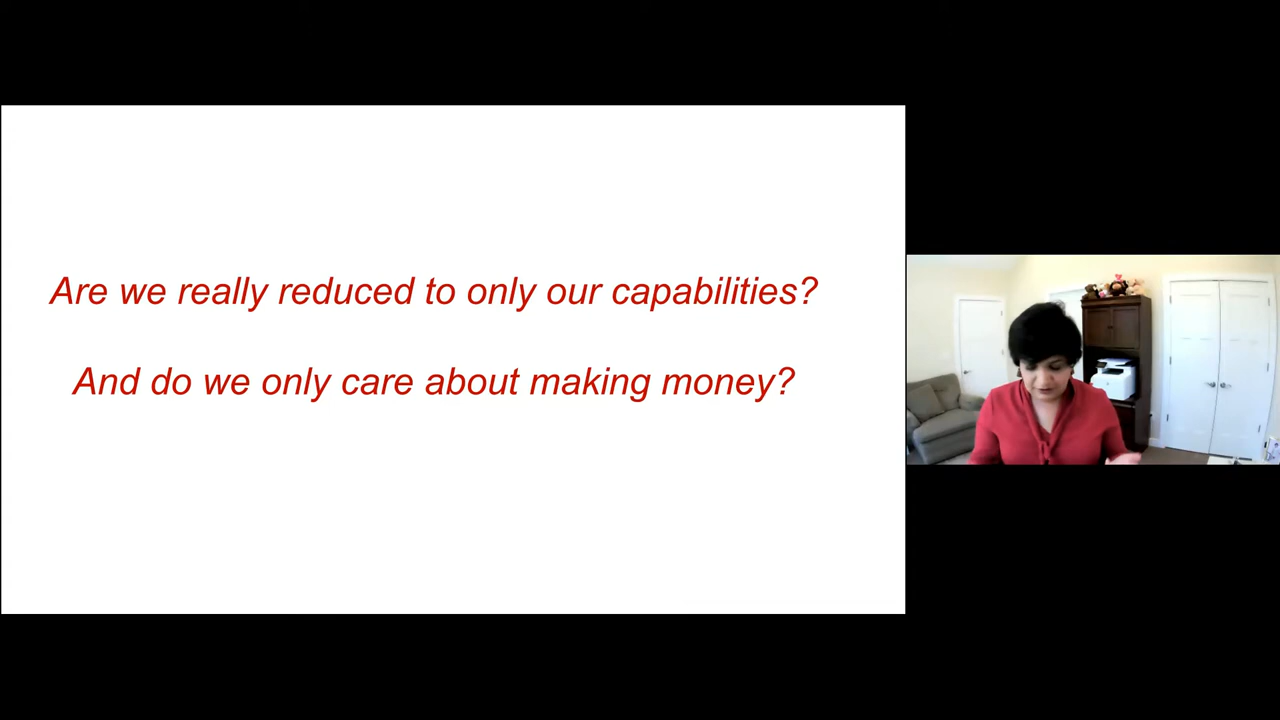 Are we really reduced to only our capabilities?
And do we only care about making money?